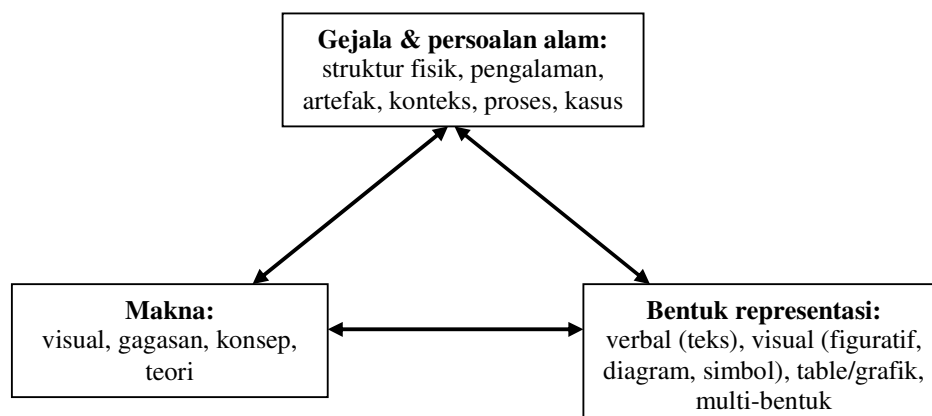 Gejala & persoalan alam:
struktur fisik, pengalaman,
artefak, konteks, proses, kasus
Makna:
visual, gagasan, konsep,
teori
Bentuk representasi:
verbal (teks), visual (figuratif,
diagram, simbol), table/grafik,
multi-bentuk